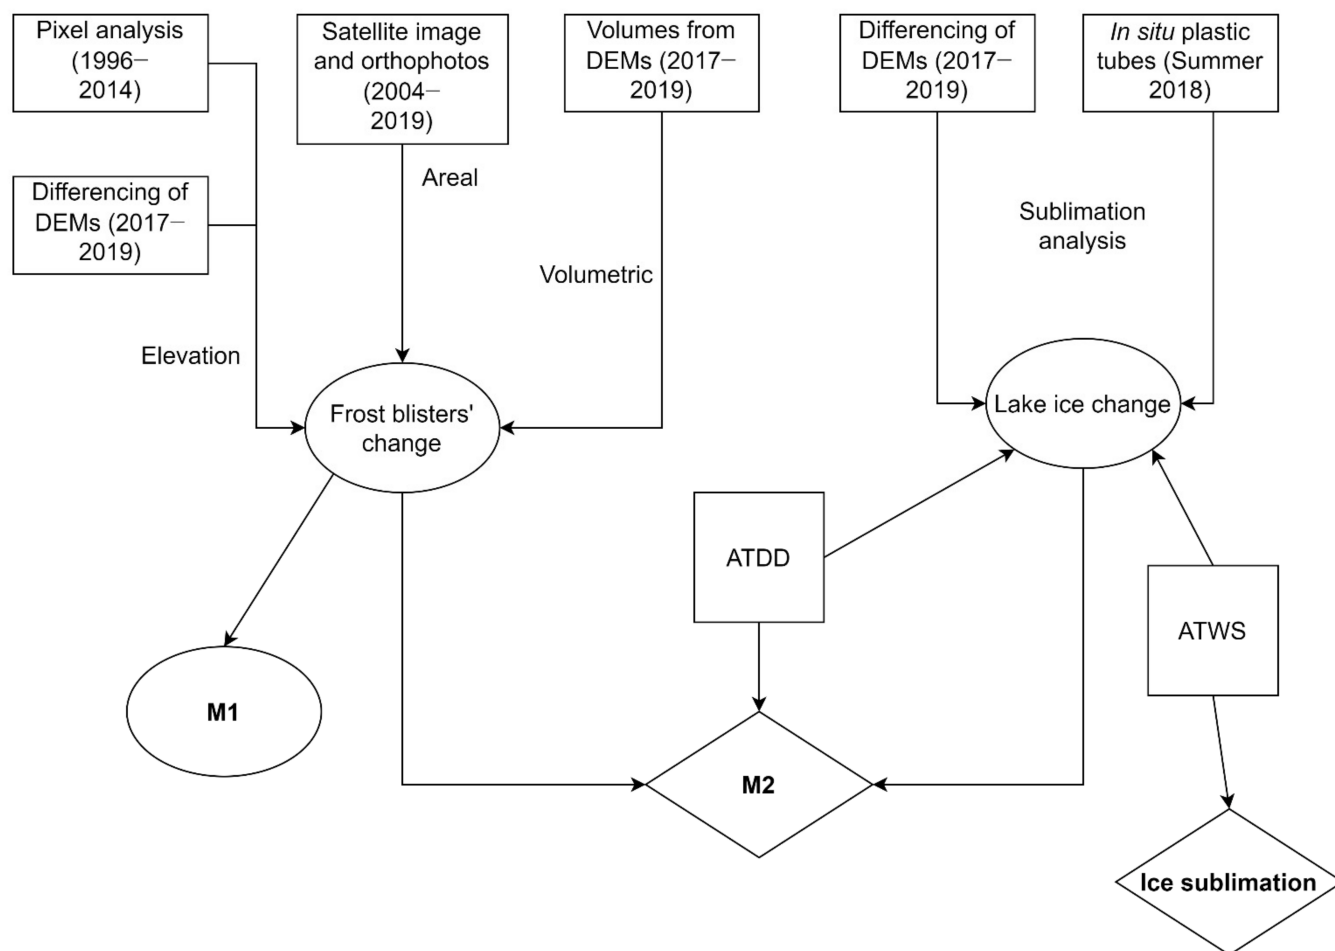 Pixel analysis
(1996–
2014)
Satellite image
and orthophotos
(2004–
2019)
Volumes from
DEMs (2017–
2019)
Differencing of
DEMs (2017–
2019)
In situ plastic
tubes (Summer
2018)
Differencing of
DEMs (2017–
2019)
Areal
Sublimation
analysis
Volumetric
Elevation
Frost blisters'
change
Lake ice change
ATDD
ATWS
M1
M2
Ice sublimation